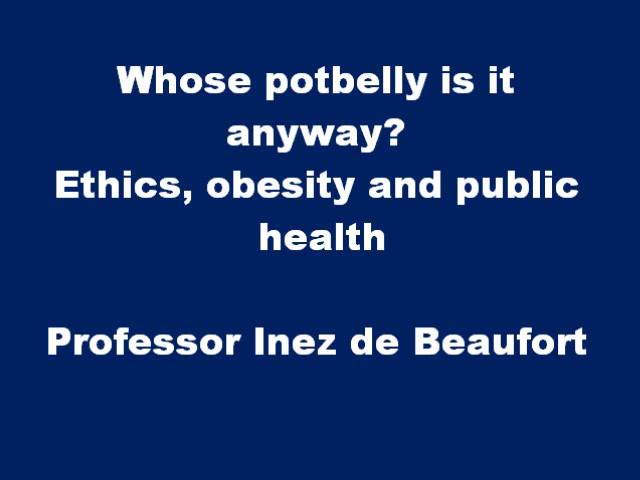 Whose potbelly is it
anyway?
Ethics, obesity and public
health
Professor Inez de Beaufort